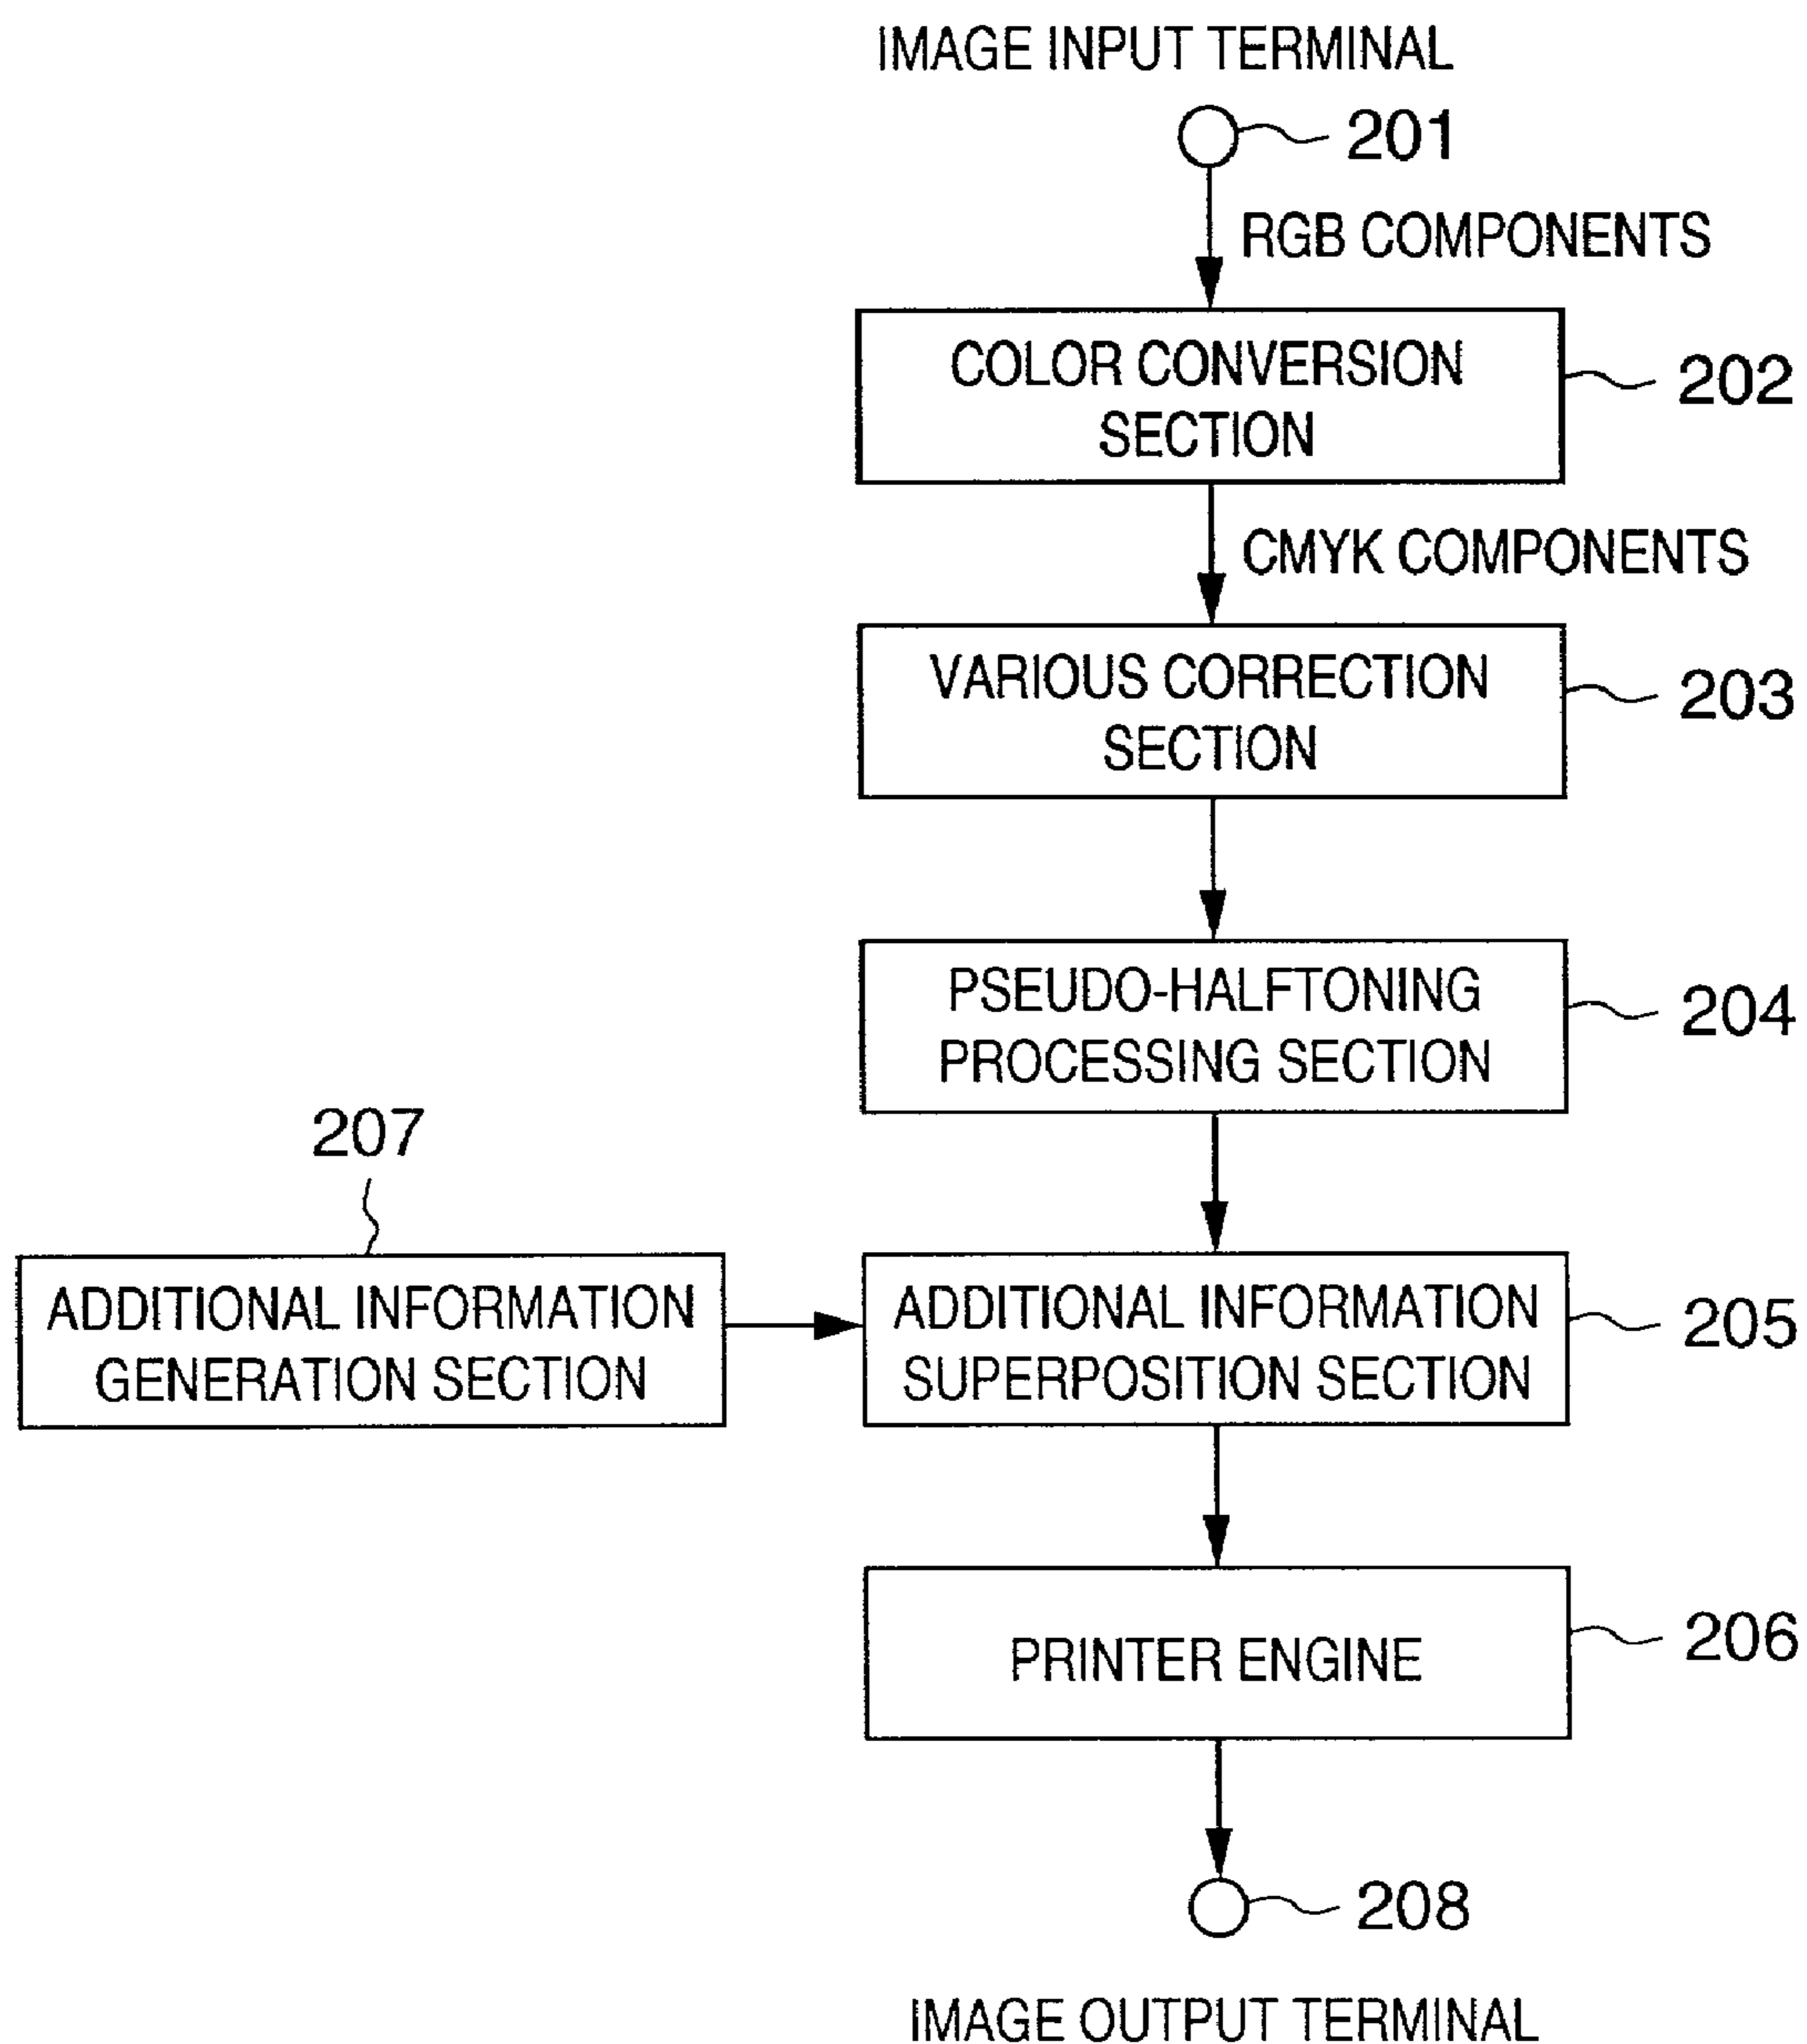 IMAGE INPUT TERMINAL
201
RGB COMPONENTS
COLOR CONVERSION
SECTION
202
CMYK COMPONENTS
VARIOUS CORRECTION
SECTION
203
PSEUDO-HALFTONING
PROCESSING SECTION
204
207
ADDITIONAL INFORMATION
GENERATION SECTION
ADDITIONAL INFORMATION
SUPERPOSITION SECTION
205
PRINTER ENGINE
206
208
IMAGE OUTPUT TERMINAL